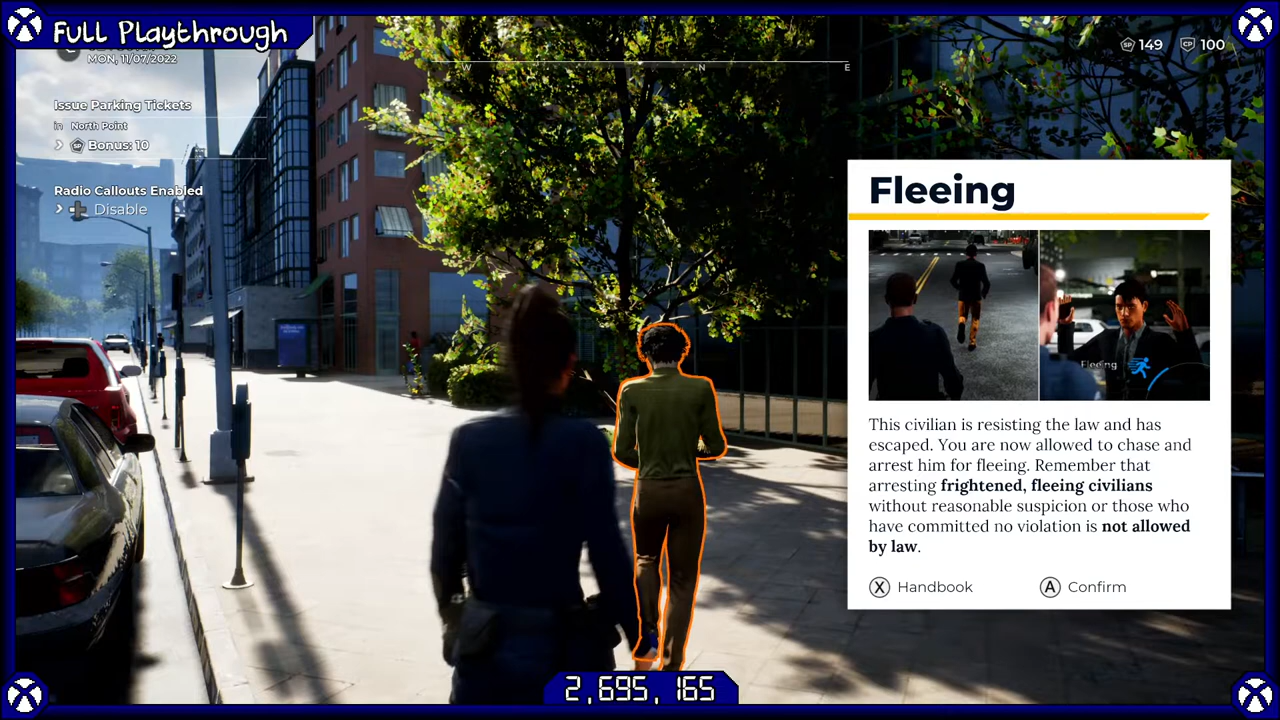 Full Playthrough
MON, 11/07/2022
Issue Parking Tickets
in North Point
Bonus: 10
Radio Callouts Enabled
Disable
W N E
SP 149 CP 100
Fleeing
Fleeing
This civilian is resisting the law and has
escaped. You are now allowed to chase and
arrest him for fleeing. Remember that
arresting frightened, fleeing civilians
without reasonable suspicion or those who
have committed no violation is not allowed
by law.
X Handbook A Confirm
2,695,165